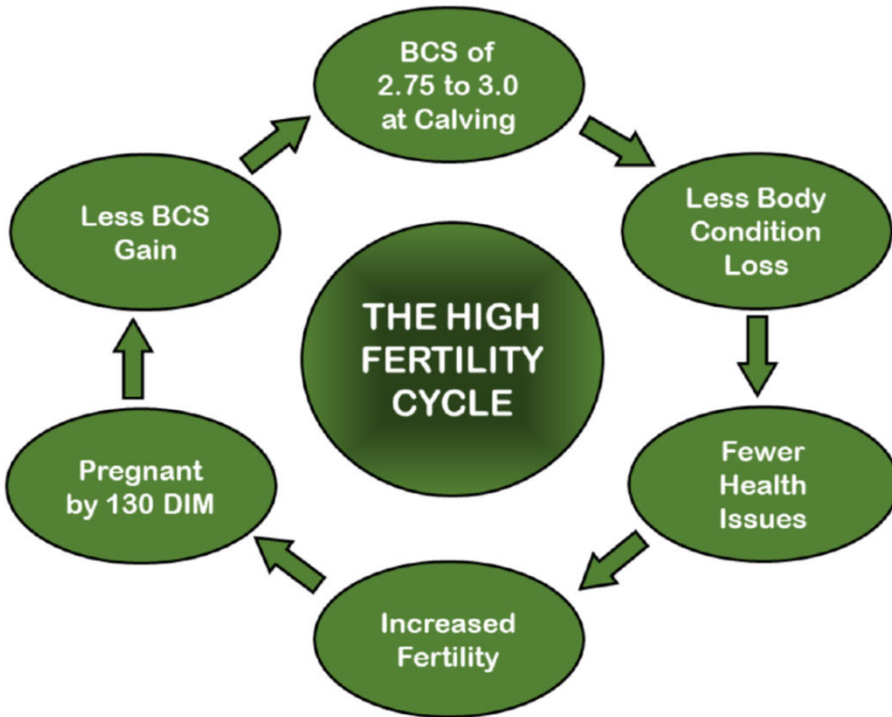 BCS of
2.75 to 3.0
at Calving
Less Body
Condition
Loss
Fewer
Health
Issues
Increased
Fertility
Pregnant
by 130 DIM
Less BCS
Gain
THE HIGH
FERTILITY
CYCLE